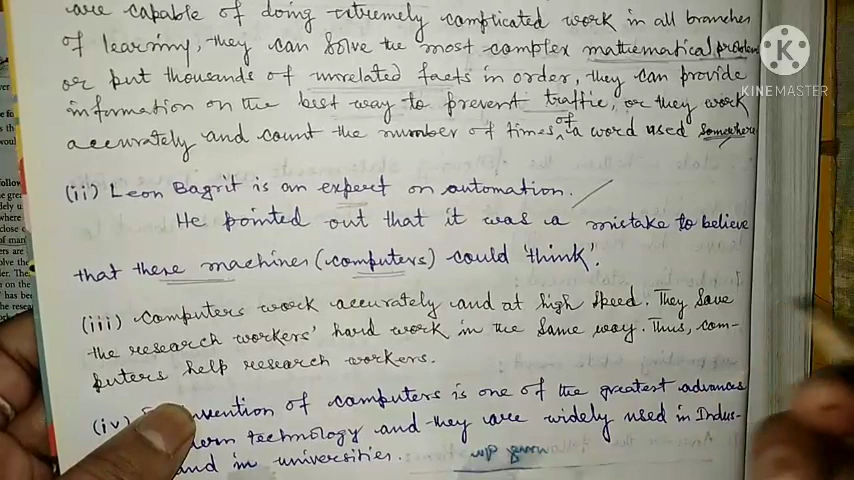 are capable of doing extremely complicated work in all branches
of learning, they can solve the most complex mathematical problem
or put thousands of unrelated facts in order, they can provide
information on the best way to prevent traffic, or they work
accurately and count the number of times of a word used somewhere
(ii) Leon Bagrit is an expert on automation.
He pointed out that it was a mistake to believe
that these machines (computers) could 'think'.
(iii) Computers work accurately and at high speed. They save
the research workers' hard work in the same way. Thus, com-
puters help research workers.
(iv) invention of computers is one of the greatest advances
technology and they are widely used in Indus-
and in universities.
KINEMASTER